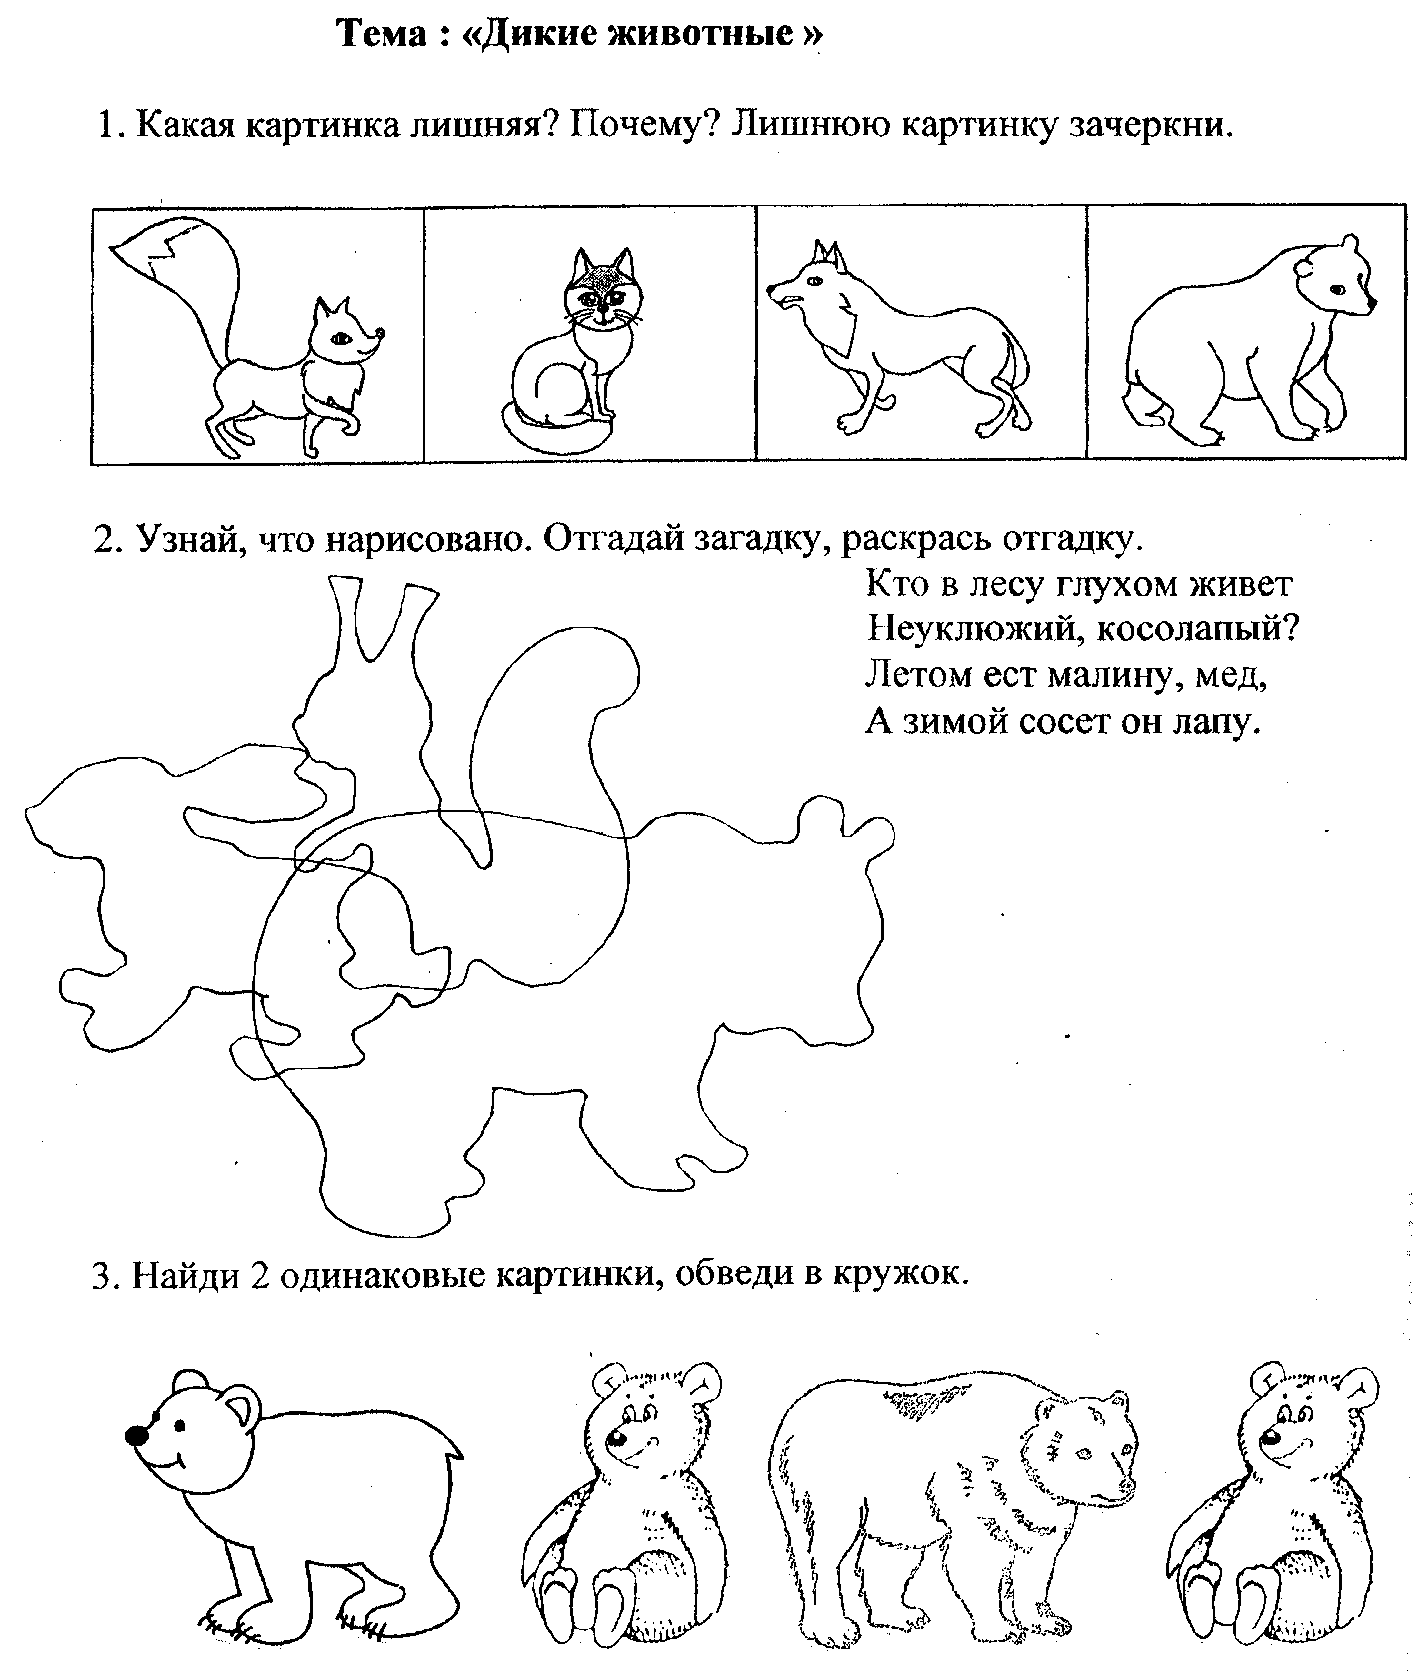 Тема : «Дикие животные »
1. Какая картинка лишняя? Почему? Лишнюю картинку зачеркни.
2. Узнай, что нарисовано. Отгадай загадку, раскрась отгадку.
Кто в лесу глухом живет
Неуклюжий, косолапый?
Летом ест малину, мед,
А зимой сосет он лапу.
3. Найди 2 одинаковые картинки, обведи в кружок.